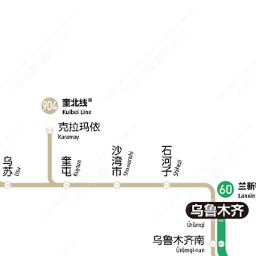 904 奎北线
Kuibei Line
克拉玛依
Karamay
乌苏
Usu
奎屯
Kuytun
沙湾市
Shawanshi
石河子
Shihezi
60 兰新
Lanxin
乌鲁木齐
Ürümqi
乌鲁木齐南
Ürümqi-nan